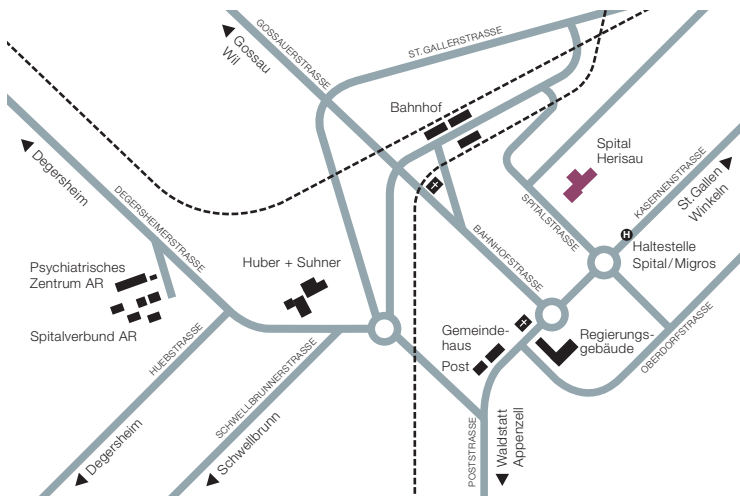 GOSSAUERSTRASSE
Gossau
Wil
ST. GALLERSTRASSE
Bahnhof
Spital
Herisau
KASERNENSTRASSE
St. Gallen
Winkeln
Degersheim
DEGERSHEIMERSTRASSE
SPITALSTRASSE
BAHNHOFSTRASSE
H
Haltestelle
Spital/Migros
Psychiatrisches
Zentrum AR
Huber + Suhner
Spitalverbund AR
HUEBSTRASSE
Gemeinde-
haus
Post
Regierungs-
gebäude
OBERDORFSTRASSE
SCHWELLBRUNNERSTRASSE
Degersheim
Schwellbrunn
POSTSTRASSE
Waldstatt
Appenzell